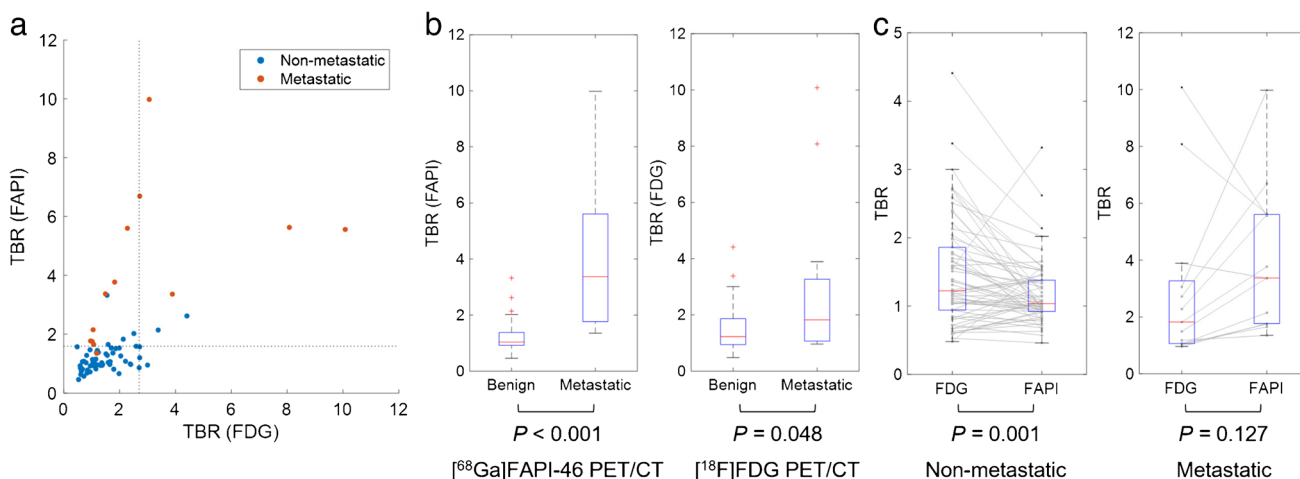 a
12
10
8
6
4
2
0
TBR (FAPI)
Non-metastatic
Metastatic
0 2 4 6 8 10 12
TBR (FDG)
b
12
10
8
6
4
2
0
TBR (FAPI)
Benign Metastatic
P < 0.001
[⁶⁸Ga]FAPI-46 PET/CT
12
10
8
6
4
2
0
TBR (FDG)
Benign Metastatic
P = 0.048
[¹⁸F]FDG PET/CT
c
5
4
3
2
1
0
TBR
FDG FAPI
P = 0.001
Non-metastatic
12
10
8
6
4
2
0
TBR
FDG FAPI
P = 0.127
Metastatic